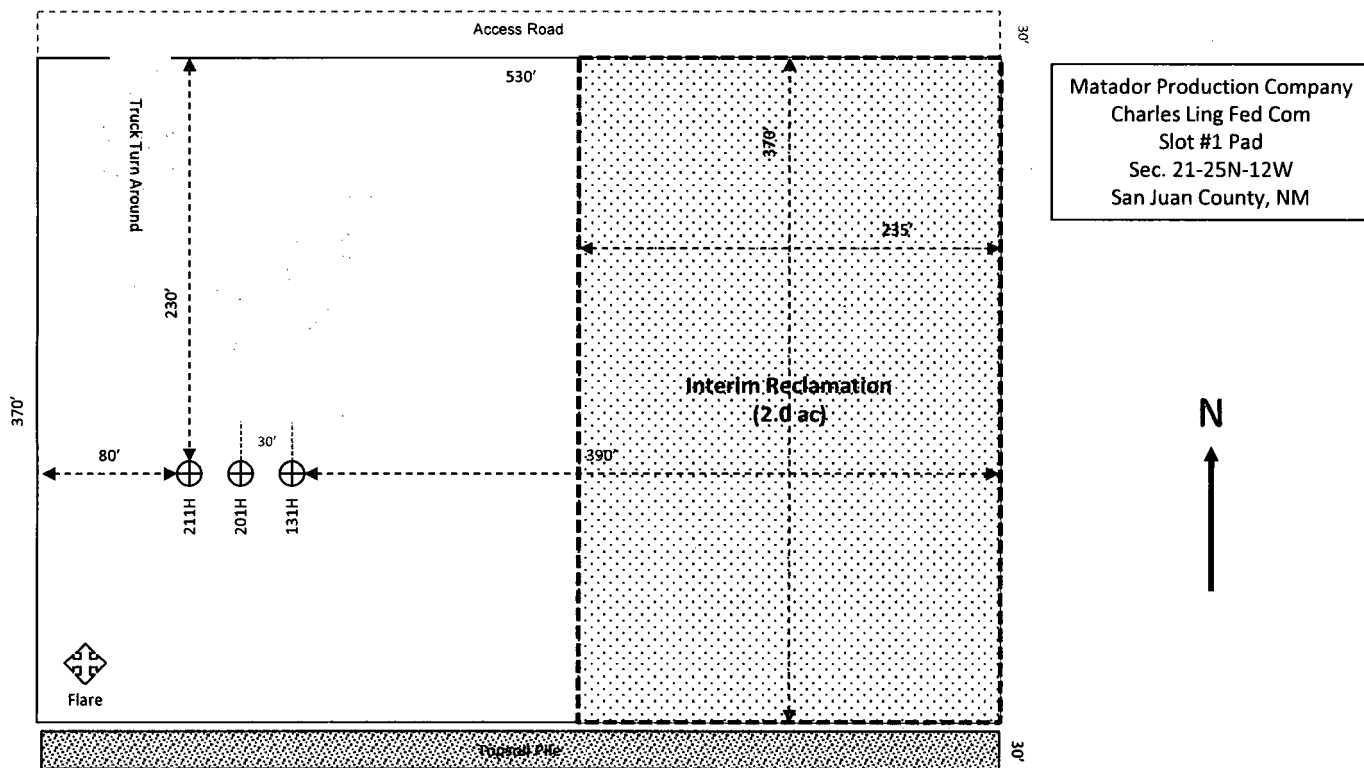 Access Road
30'
530'
Truck Turn Around
370'
Matador Production Company
Charles Ling Fed Com
Slot #1 Pad
Sec. 21-25N-12W
San Juan County, NM
235'
230'
Interim Reclamation
(2.0 ac)
N
370'
30'
80'
390'
211H
201H
131H
Flare
Topsoil Pile
30'